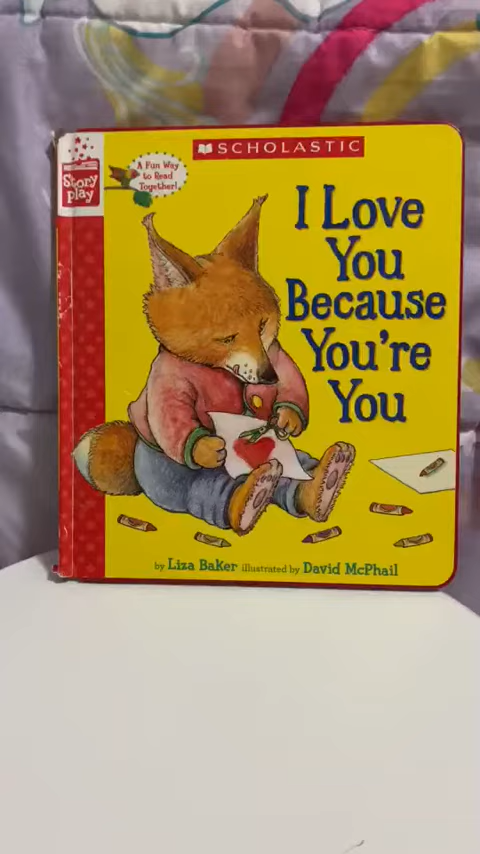 SCHOLASTIC
Story
play
A Fun Way
to Read
Together!
I Love
You
Because
You're
You
by Liza Baker illustrated by David McPhail